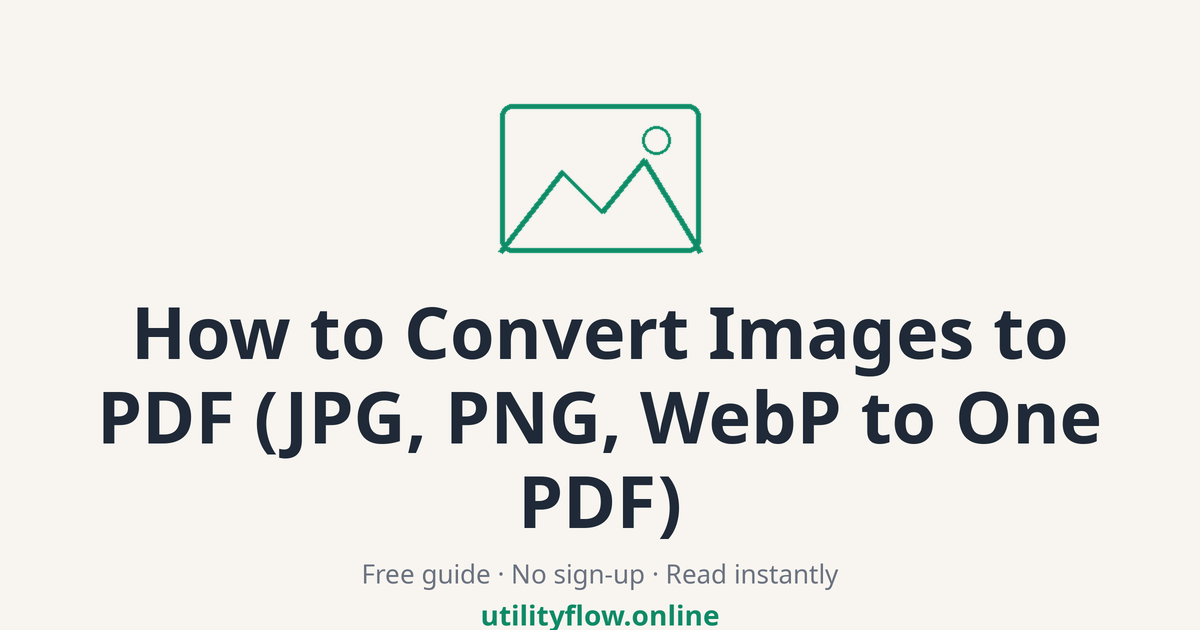 How to Convert Images to
PDF (JPG, PNG, WebP to One
PDF)
Free guide · No sign-up · Read instantly
utilityflow.online